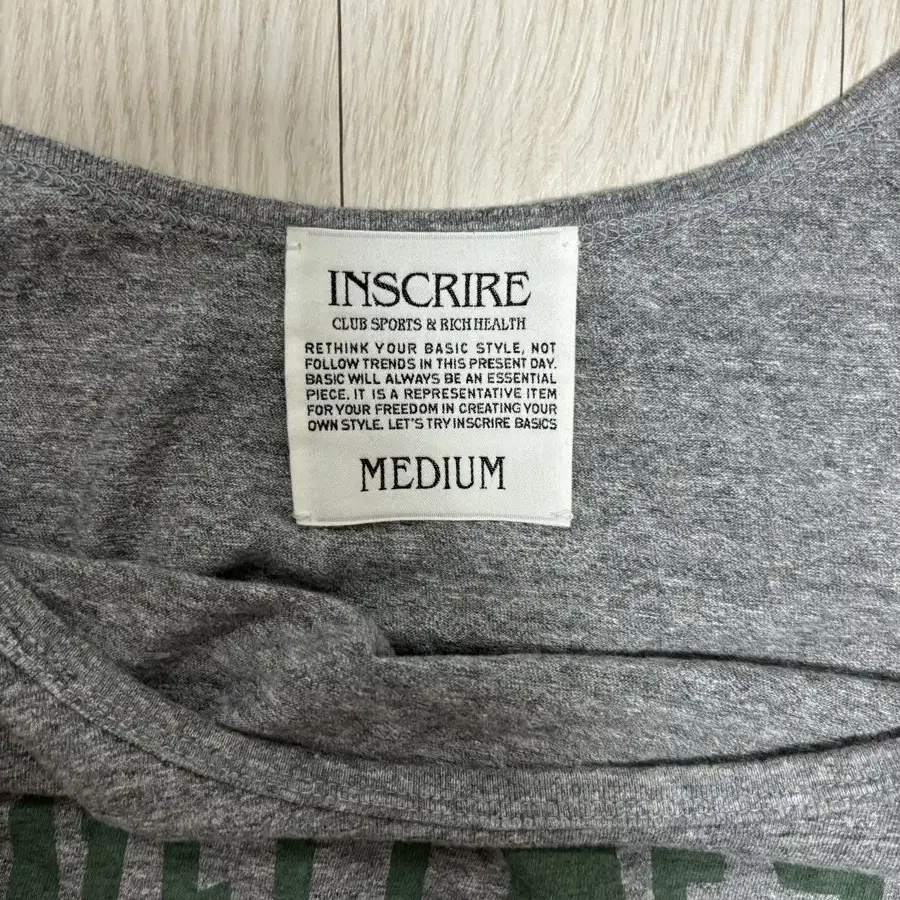 INSCRIRE
CLUB SPORTS & RICH HEALTH
RETHINK YOUR BASIC STYLE, NOT
FOLLOW TRENDS IN THIS PRESENT DAY.
BASIC WILL ALWAYS BE AN ESSENTIAL
PIECE. IT IS A REPRESENTATIVE ITEM
FOR YOUR FREEDOM IN CREATING YOUR
OWN STYLE. LET'S TRY INSCRIRE BASICS
MEDIUM